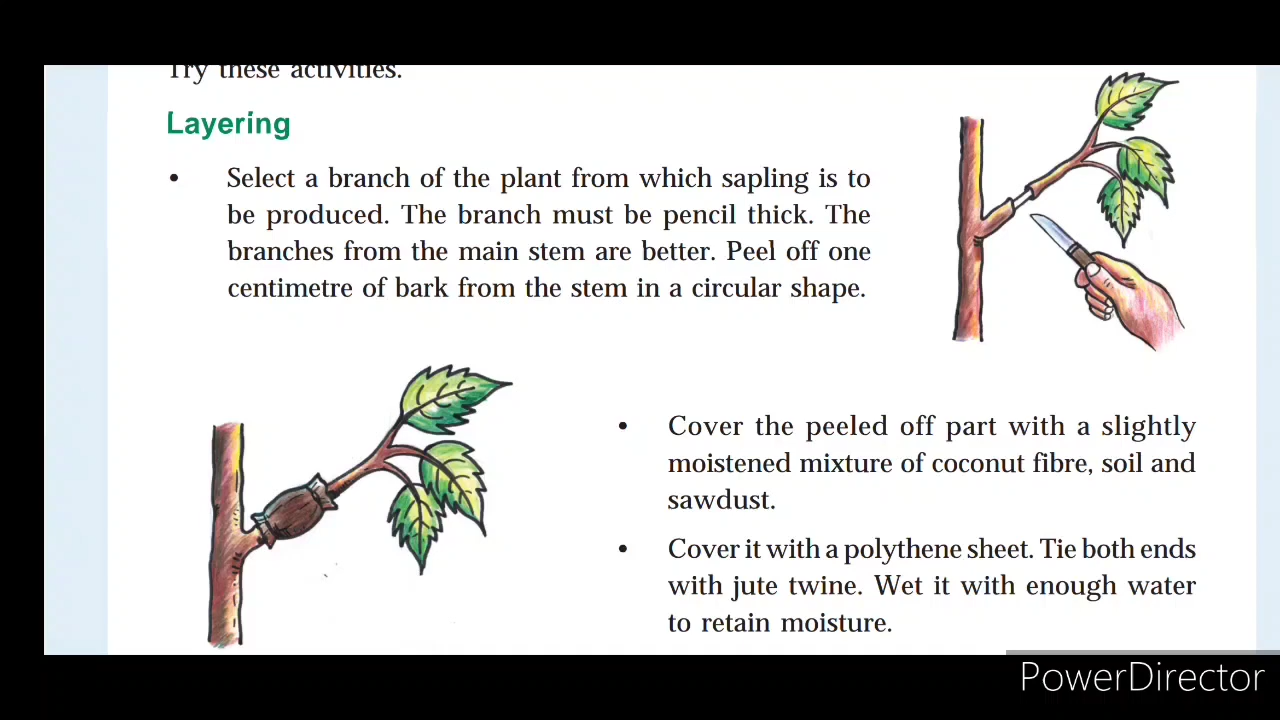 Try these activities.
Layering
• Select a branch of the plant from which sapling is to
be produced. The branch must be pencil thick. The
branches from the main stem are better. Peel off one
centimetre of bark from the stem in a circular shape.
• Cover the peeled off part with a slightly
moistened mixture of coconut fibre, soil and
sawdust.
• Cover it with a polythene sheet. Tie both ends
with jute twine. Wet it with enough water
to retain moisture.
PowerDirector